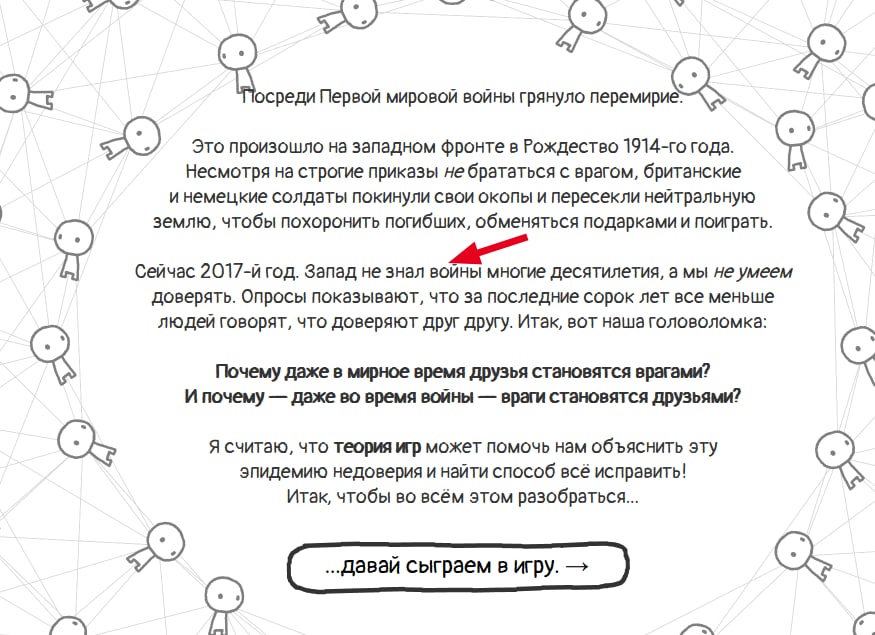 Посреди Первой мировой войны грянуло перемирие.
Это произошло на западном фронте в Рождество 1914-го года.
Несмотря на строгие приказы не брататься с врагом, британские
и немецкие солдаты покинули свои окопы и пересекли нейтральную
землю, чтобы похоронить погибших, обменяться подарками и поиграть.
Сейчас 2017-й год. Запад не знал войны многие десятилетия, а мы не умеем
доверять. Опросы показывают, что за последние сорок лет все меньше
людей говорят, что доверяют друг другу. Итак, вот наша головоломка:
Почему даже в мирное время друзья становятся врагами?
И почему — даже во время войны — враги становятся друзьями?
Я считаю, что теория игр может помочь нам объяснить эту
эпидемию недоверия и найти способ всё исправить!
Итак, чтобы во всём этом разобраться...
...давай сыграем в игру. →